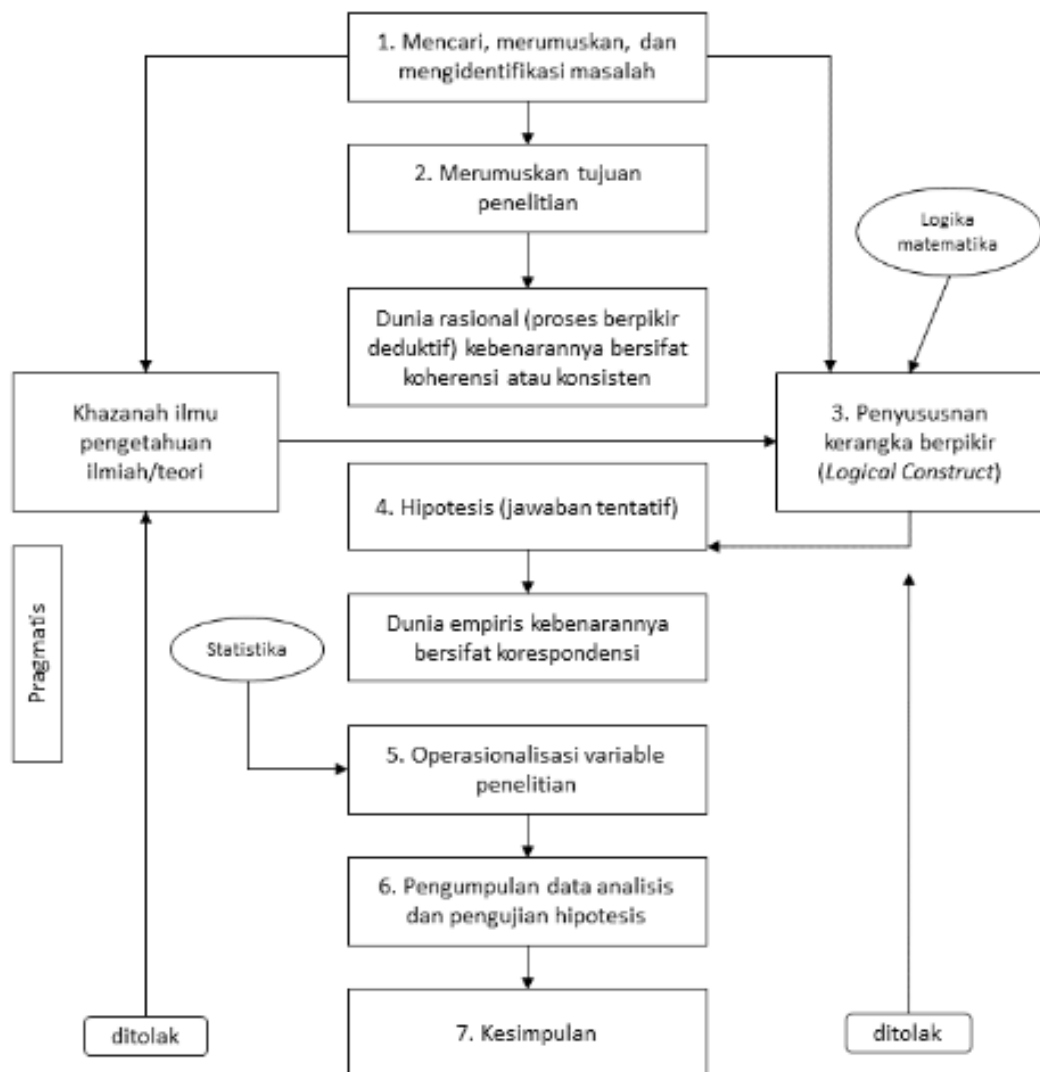 1. Mencari, merumuskan, dan
mengidentifikasi masalah
2. Merumuskan tujuan
penelitian
Logika
matematika
Dunia rasional (proses berpikir
deduktif) kebenarannya bersifat
koherensi atau konsisten
Khazanah ilmu
pengetahuan
ilmiah/teori
3. Penyususnan
kerangka berpikir
(Logical Construct)
4. Hipotesis (jawaban tentatif)
Pragmatis
Dunia empiris kebenarannya
bersifat korespondensi
Statistika
5. Operasionalisasi variable
penelitian
6. Pengumpulan data analisis
dan pengujian hipotesis
ditolak
7. Kesimpulan
ditolak